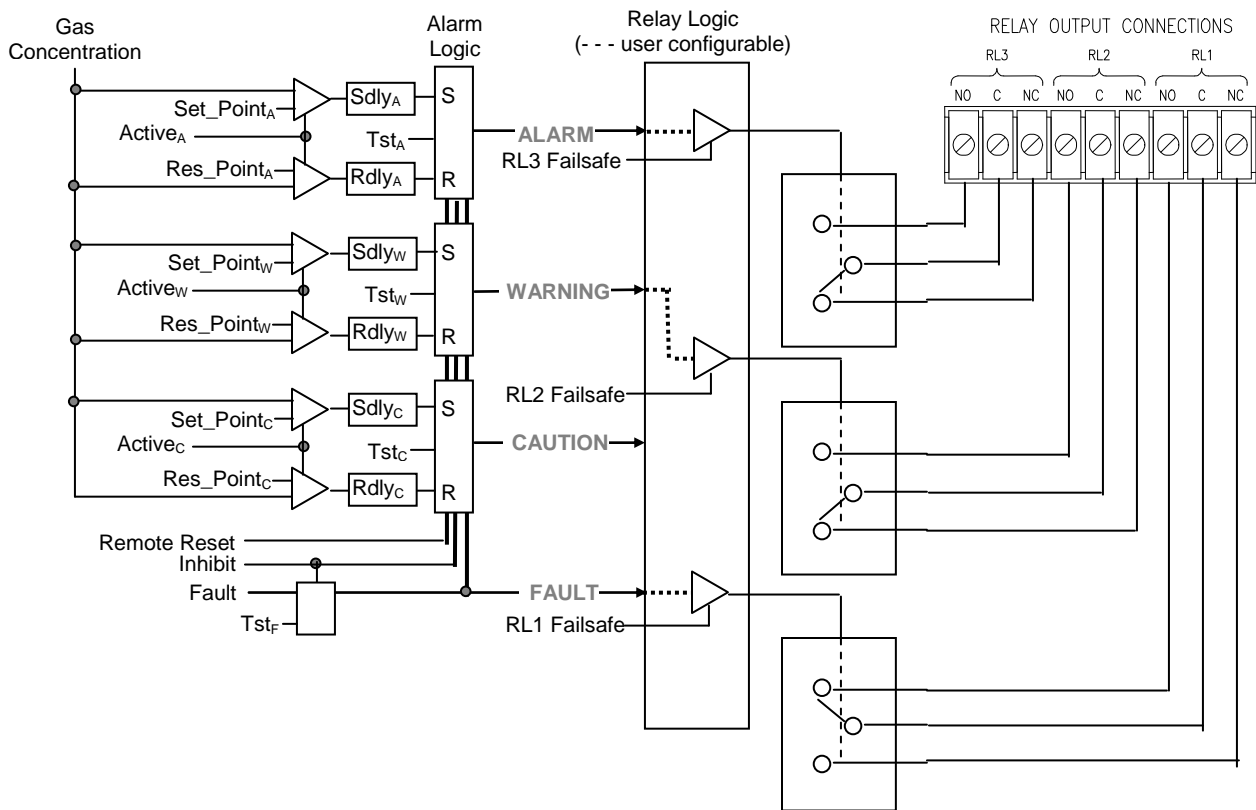 Gas
Concentration
Alarm
Logic
Relay Logic
(- - - user configurable)
RELAY OUTPUT CONNECTIONS
RL3 RL2 RL1
NO C NC NO C NC NO C NC
Set_PointA
SdlyA
S
ActiveA
TstA
ALARM
RL3 Failsafe
Res_PointA
RdlyA
R
Set_PointW
SdlyW
S
ActiveW
TstW
WARNING
Res_PointW
RdlyW
R
RL2 Failsafe
Set_PointC
SdlyC
S
ActiveC
TstC
CAUTION
Res_PointC
RdlyC
R
Remote Reset
Inhibit
Fault
FAULT
TstF
RL1 Failsafe